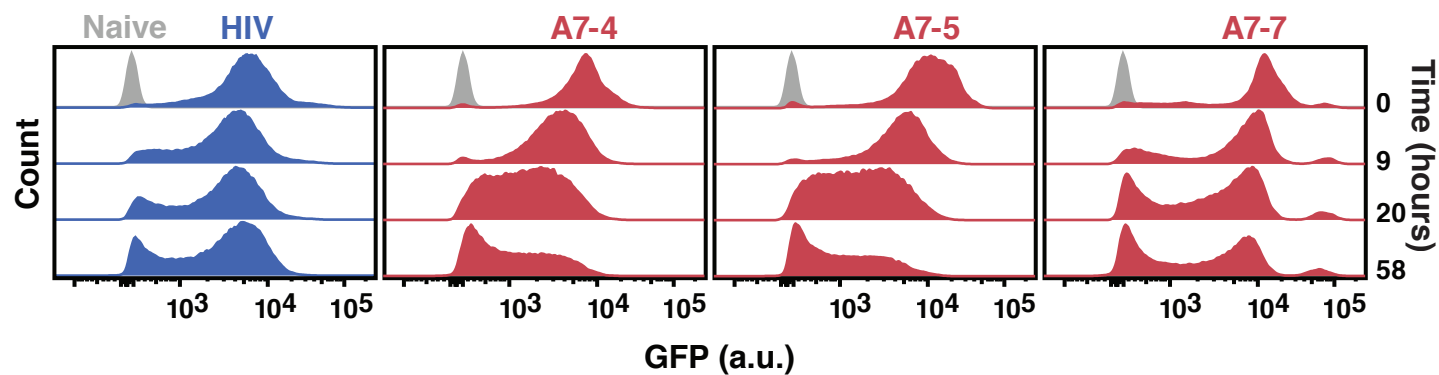 Naive HIV A7-4 A7-5 A7-7
Count
0
9
20
58
Time (hours)
10³ 10⁴ 10⁵ 10³ 10⁴ 10⁵ 10³ 10⁴ 10⁵ 10³ 10⁴ 10⁵
GFP (a.u.)